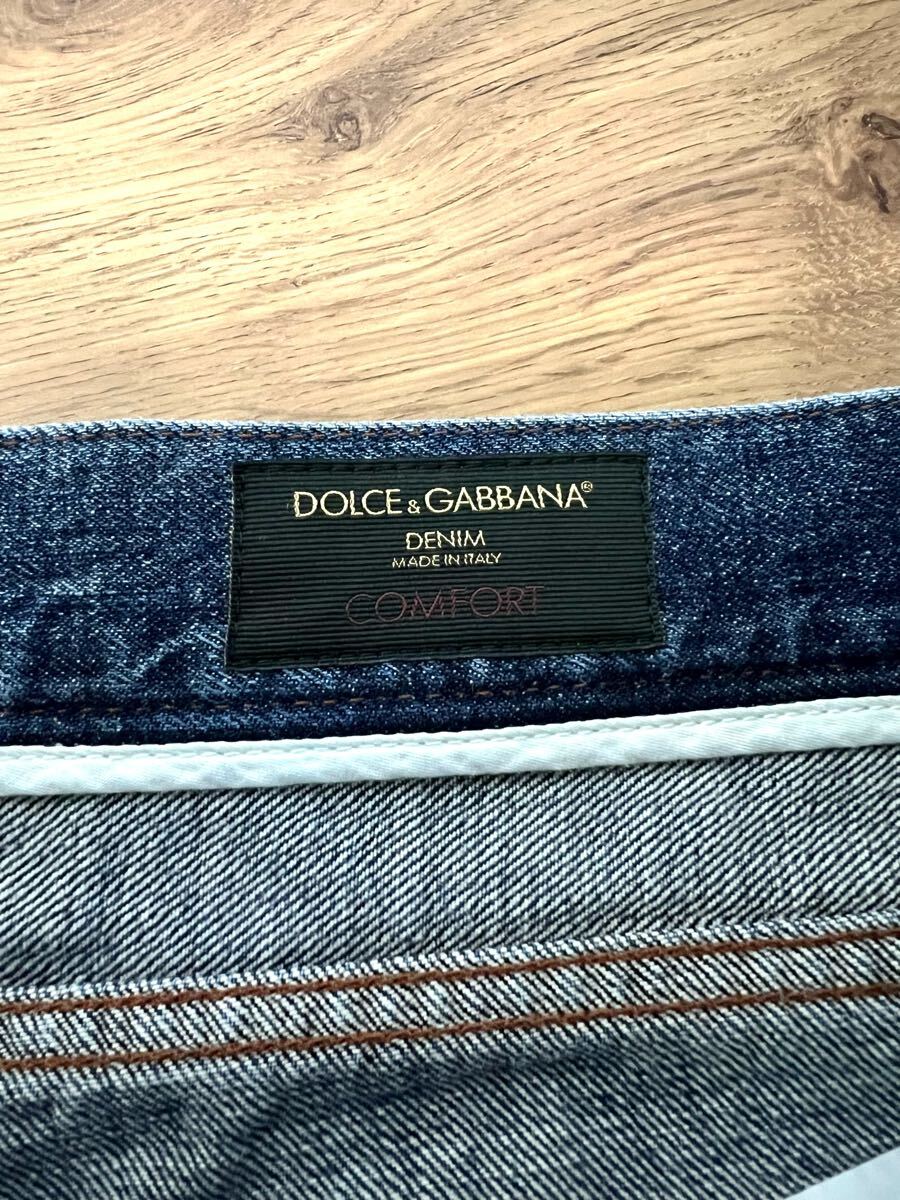 DOLCE & GABBANA®
DENIM
MADE IN ITALY
COMFORT